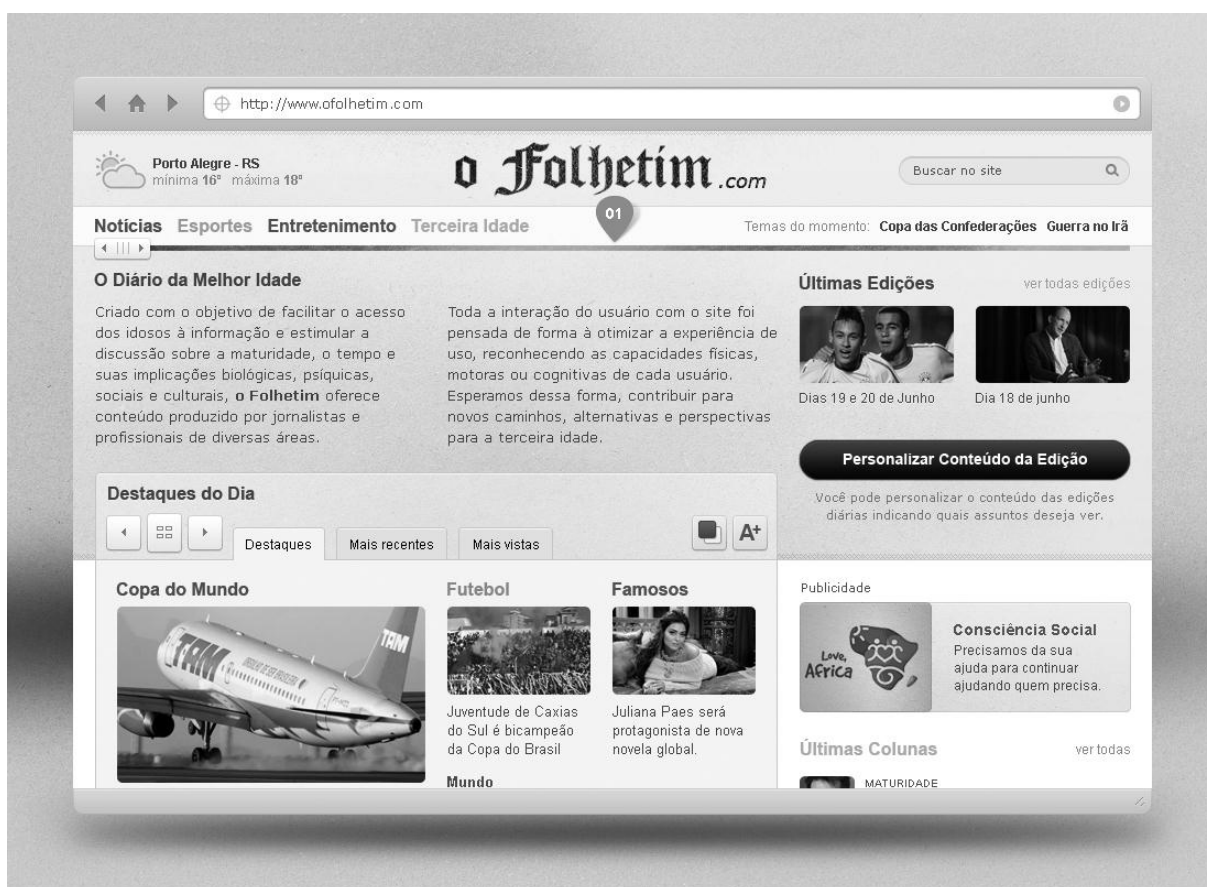 http://www.ofolhetim.com
Porto Alegre - RS
mínima 16º máxima 18º
o Folhetim.com
Buscar no site
01
Notícias Esportes Entretenimento Terceira Idade
Temas do momento: Copa das Confederações Guerra no Irã
O Diário da Melhor Idade
Criado com o objetivo de facilitar o acesso
dos idosos à informação e estimular a
discussão sobre a maturidade, o tempo e
suas implicações biológicas, psíquicas,
sociais e culturais, o Folhetim oferece
conteúdo produzido por jornalistas e
profissionais de diversas áreas.
Toda a interação do usuário com o site foi
pensada de forma à otimizar a experiência de
uso, reconhecendo as capacidades físicas,
motoras ou cognitivas de cada usuário.
Esperamos dessa forma, contribuir para
novos caminhos, alternativas e perspectivas
para a terceira idade.
Últimas Edições
ver todas edições
Dias 19 e 20 de Junho
Dia 18 de junho
Personalizar Conteúdo da Edição
Você pode personalizar o conteúdo das edições
diárias indicando quais assuntos deseja ver.
Destaques do Dia
Destaques
Mais recentes
Mais vistas
A+
Copa do Mundo
TAM
TAM
Futebol
Juventude de Caxias
do Sul é bicampeão
da Copa do Brasil
Mundo
Famosos
Juliana Paes será
protagonista de nova
novela global.
Publicidade
Love,
Africa
Consciência Social
Precisamos da sua
ajuda para continuar
ajudando quem precisa.
Últimas Colunas
ver todas
MATURIDADE